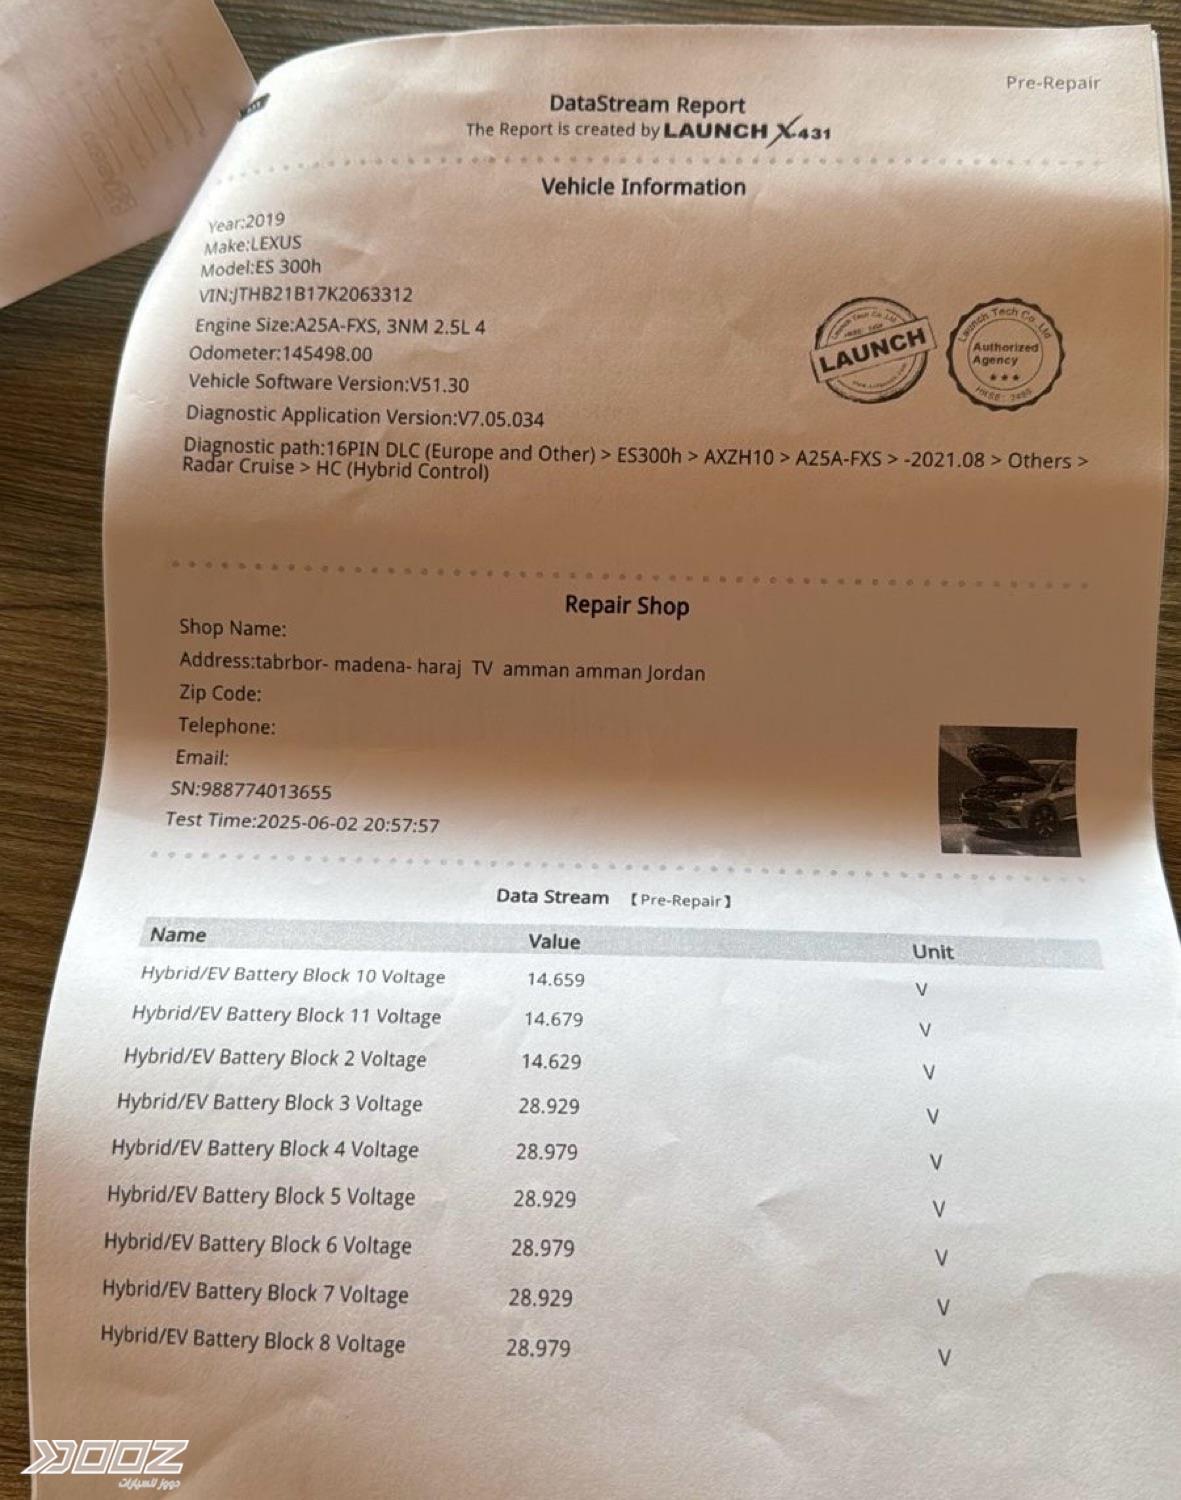 Pre-Repair
DataStream Report
The Report is created by LAUNCH X431
Vehicle Information
Year:2019
Make:LEXUS
Model:ES 300h
VIN:JTHB21B17K2063312
Engine Size:A25A-FXS, 3NM 2.5L 4
Odometer:145498.00
Vehicle Software Version:V51.30
Diagnostic Application Version:V7.05.034
Diagnostic path:16PIN DLC (Europe and Other) > ES300h > AXZH10 > A25A-FXS > -2021.08 > Others >
Radar Cruise > HC (Hybrid Control)
LAUNCH
Launch Tech Co.,Ltd
Authorized
Agency
Repair Shop
Shop Name:
Address:tabrbor- madena- haraj TV amman amman Jordan
Zip Code:
Telephone:
Email:
SN:988774013655
Test Time:2025-06-02 20:57:57
Data Stream 【Pre-Repair】
Name Value Unit
Hybrid/EV Battery Block 10 Voltage 14.659 V
Hybrid/EV Battery Block 11 Voltage 14.679 V
Hybrid/EV Battery Block 2 Voltage 14.629 V
Hybrid/EV Battery Block 3 Voltage 28.929 V
Hybrid/EV Battery Block 4 Voltage 28.979 V
Hybrid/EV Battery Block 5 Voltage 28.929 V
Hybrid/EV Battery Block 6 Voltage 28.979 V
Hybrid/EV Battery Block 7 Voltage 28.929 V
Hybrid/EV Battery Block 8 Voltage 28.979 V
DOOZ
دووز للسيارات